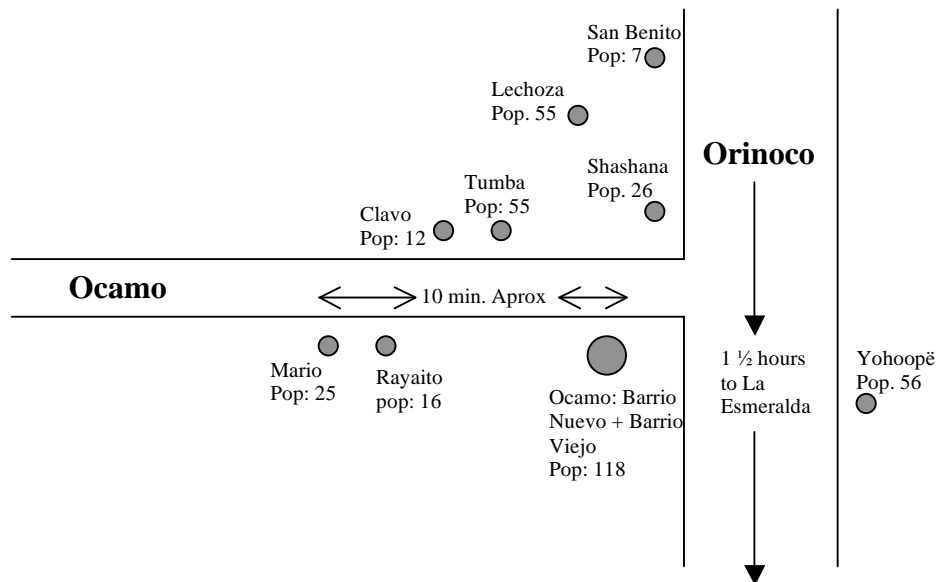 San Benito
Pop: 7
Lechoza
Pop. 55
Orinoco
Shashana
Pop. 26
Tumba
Pop: 55
Clavo
Pop: 12
Ocamo
10 min. Aprox
Mario
Pop: 25
Rayaito
pop: 16
Ocamo: Barrio
Nuevo + Barrio
Viejo
Pop: 118
1 ½ hours
to La
Esmeralda
Yohoopë
Pop. 56